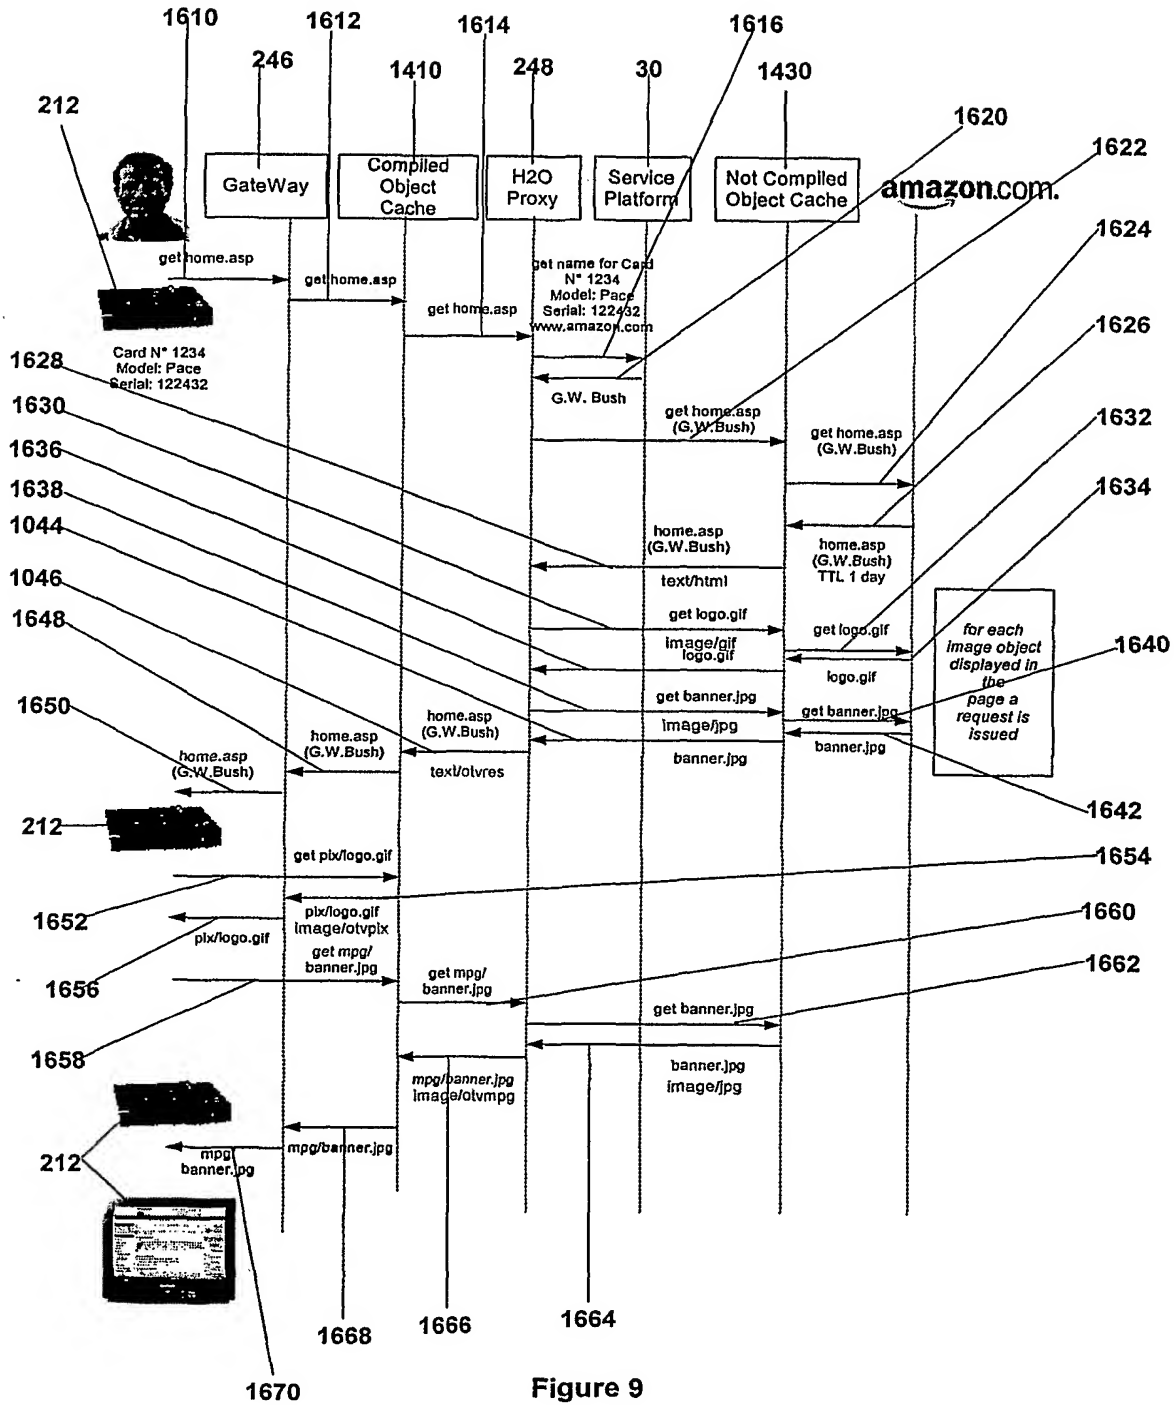 1610
1612
1614
1616
246
1410
248
30
1430
212
1620
1622
GateWay
Compiled
Object
Cache
H2O
Proxy
Service
Platform
Not Compiled
Object Cache
amazon.com.
1624
get home.asp
get home.asp
get home.asp
get name for Card
N° 1234
Model: Pace
Serial: 122432
www.amazon.com
1626
Card N° 1234
Model: Pace
Serial: 122432
1628
G.W. Bush
1630
get home.asp
(G.W.Bush)
get home.asp
(G.W.Bush)
1632
1636
1638
1634
1044
home.asp
(G.W.Bush)
text/html
home.asp
(G.W.Bush)
TTL 1 day
1046
1648
get logo.gif
image/gif
logo.gif
get logo.gif
logo.gif
for each
image object
displayed in
the
page a
request is
issued
1640
1650
get banner.jpg
image/jpg
banner.jpg
get banner.jpg
banner.jpg
home.asp
(G.W.Bush)
text/otvres
home.asp
(G.W.Bush)
home.asp
(G.W.Bush)
1642
212
get pix/logo.gif
1654
1652
pix/logo.gif
image/otvpix
pix/logo.gif
1660
get mpg/
banner.jpg
get mpg/
banner.jpg
1656
1662
get banner.jpg
1658
banner.jpg
image/jpg
mpg/banner.jpg
image/otvmpg
mpg/banner.jpg
mpg/
banner.jpg
212
1664
1666
1668
1670
Figure 9